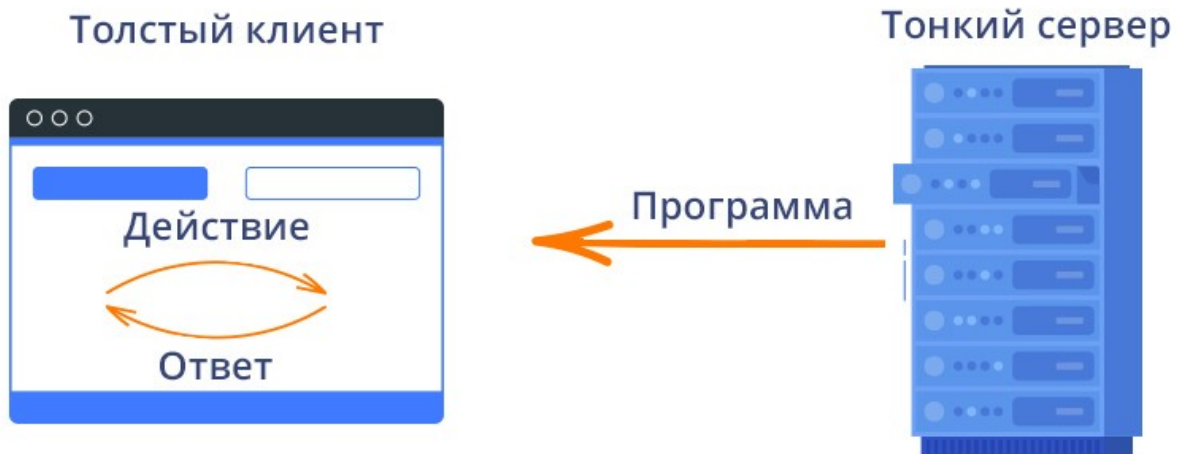 Толстый клиент
Тонкий сервер
Программа
Действие
Ответ